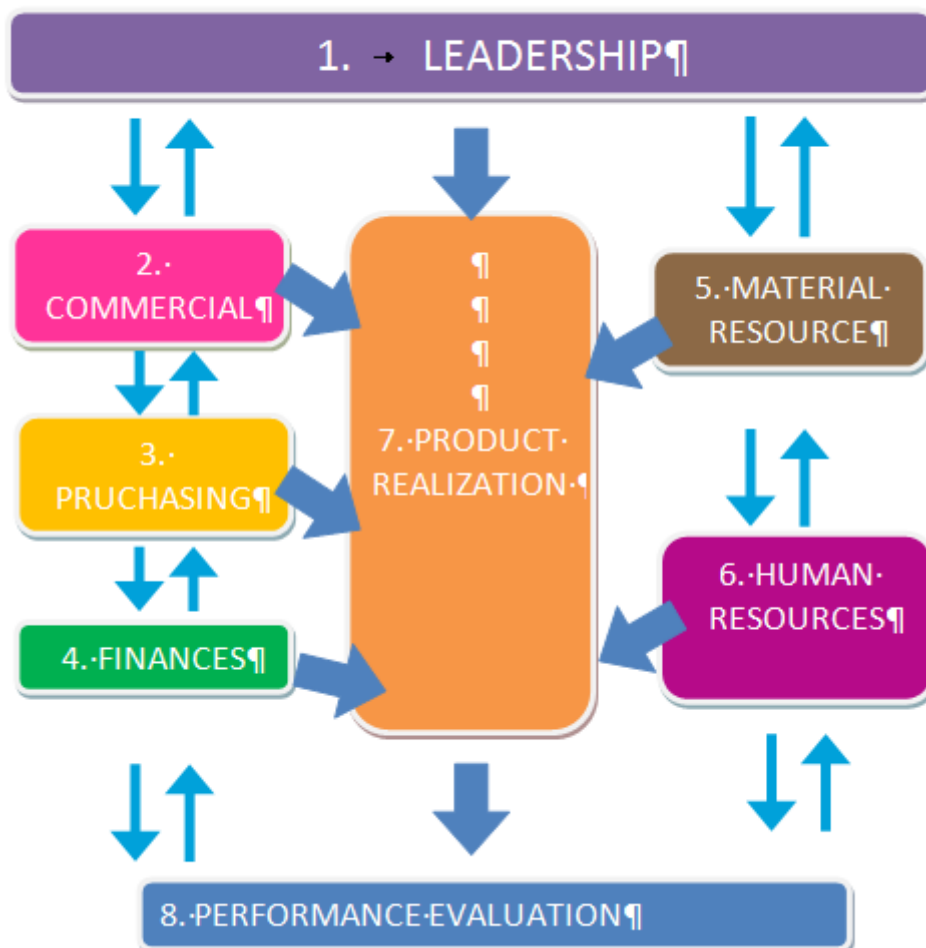 1. → LEADERSHIP¶
2.·
COMMERCIAL¶
3.·
PRUCHASING¶
4.·FINANCES¶
¶
¶
¶
¶
7.·PRODUCT·
REALIZATION·¶
5.·MATERIAL·
RESOURCE¶
6.·HUMAN·
RESOURCES¶
8.·PERFORMANCE·EVALUATION¶